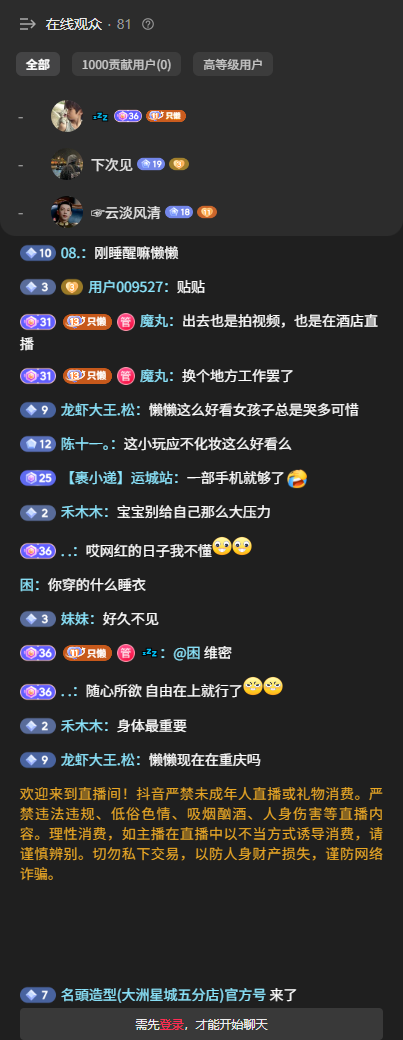 在线观众 · 81
全部 1000贡献用户(0) 高等级用户
- zzz 36 11 只懒
- 下次见 19
- ☞云淡风清 18
10 08.： 刚睡醒嘛懒懒
3 用户009527： 贴贴
31 13 只懒 管 魔丸： 出去也是拍视频，也是在酒店直
播
31 13 只懒 管 魔丸： 换个地方工作罢了
9 龙虾大王.松： 懒懒这么好看女孩子总是哭多可惜
12 陈十一。： 这小玩应不化妆这么好看么
25 【裹小递】运城站： 一部手机就够了🤣
2 禾木木： 宝宝别给自己那么大压力
36 . .： 哎网红的日子我不懂🙄🙄
困： 你穿的什么睡衣
3 妹妹： 好久不见
36 11 只懒 管 zzz ： @困 维密
36 . .： 随心所欲 自由在上就行了🙄🙄
2 禾木木： 身体最重要
9 龙虾大王.松： 懒懒现在在重庆吗
欢迎来到直播间！抖音严禁未成年人直播或礼物消费。严
禁违法违规、低俗色情、吸烟酗酒、人身伤害等直播内
容。理性消费，如主播在直播中以不当方式诱导消费，请
谨慎辨别。切勿私下交易，以防人身财产损失，谨防网络
诈骗。
7 名頭造型(大洲星城五分店)官方号 来了
需先登录，才能开始聊天